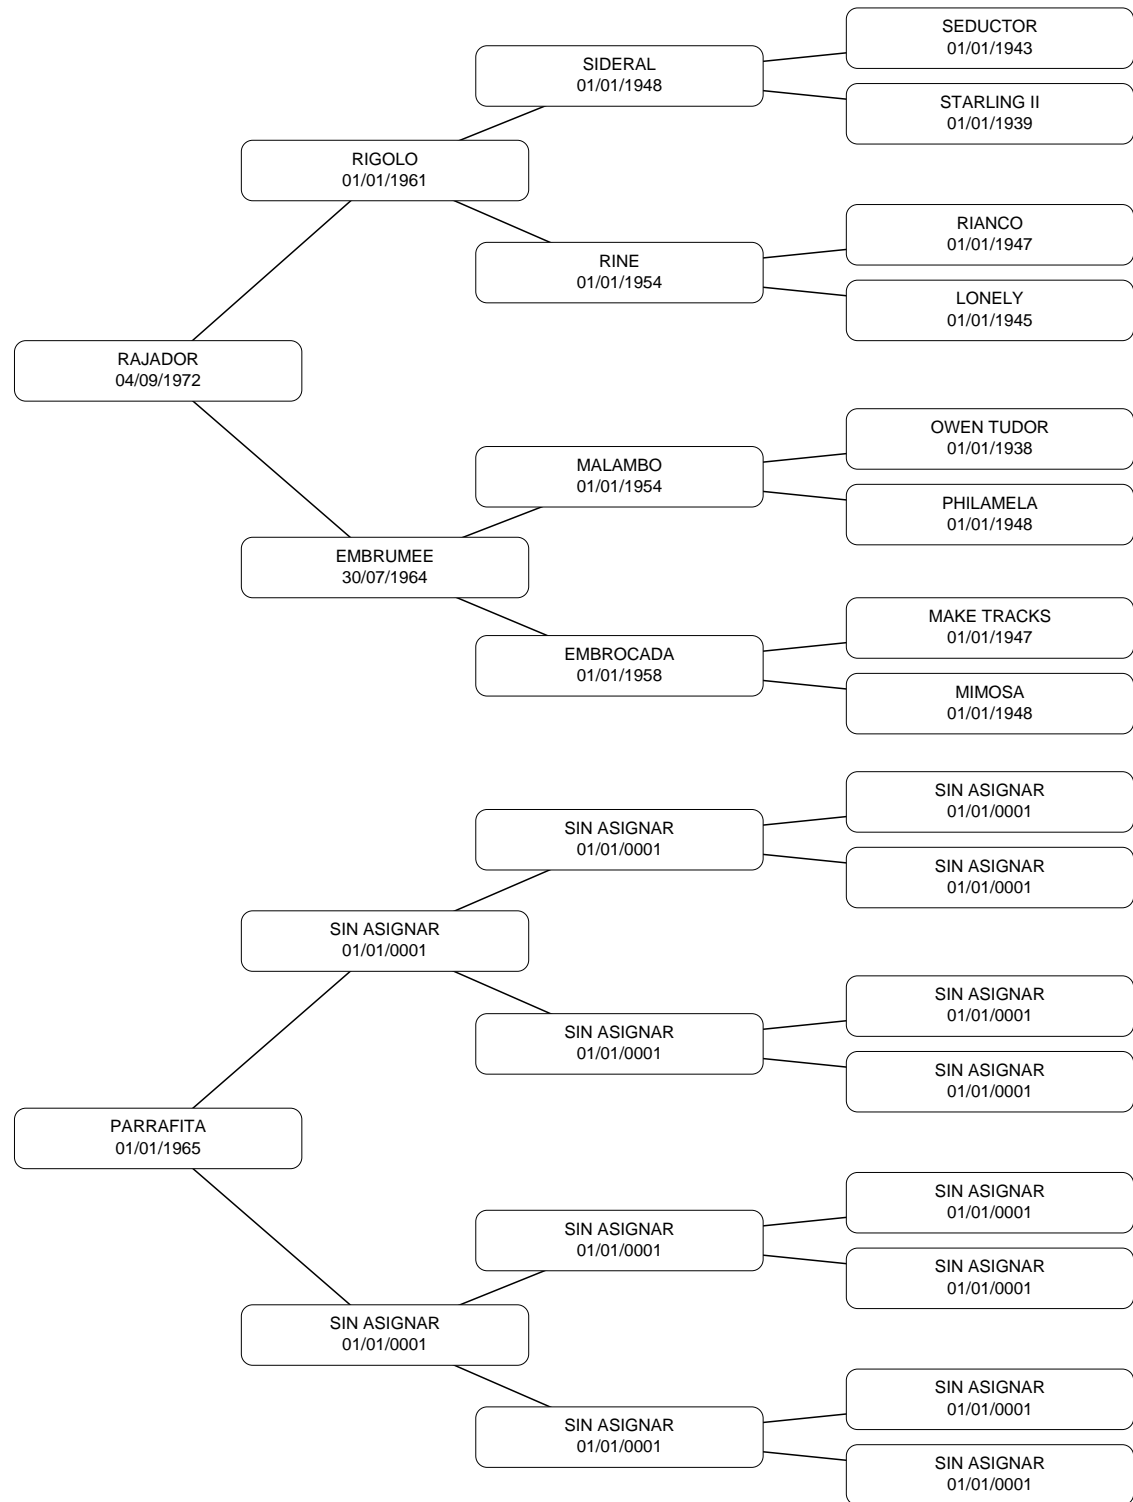 SEDUCTOR
01/01/1943
SIDERAL
01/01/1948
STARLING II
01/01/1939
RIGOLO
01/01/1961
RIANCO
01/01/1947
RINE
01/01/1954
LONELY
01/01/1945
RAJADOR
04/09/1972
OWEN TUDOR
01/01/1938
MALAMBO
01/01/1954
PHILAMELA
01/01/1948
EMBRUMEE
30/07/1964
MAKE TRACKS
01/01/1947
EMBROCADA
01/01/1958
MIMOSA
01/01/1948
SIN ASIGNAR
01/01/0001
SIN ASIGNAR
01/01/0001
SIN ASIGNAR
01/01/0001
SIN ASIGNAR
01/01/0001
SIN ASIGNAR
01/01/0001
SIN ASIGNAR
01/01/0001
SIN ASIGNAR
01/01/0001
PARRAFITA
01/01/1965
SIN ASIGNAR
01/01/0001
SIN ASIGNAR
01/01/0001
SIN ASIGNAR
01/01/0001
SIN ASIGNAR
01/01/0001
SIN ASIGNAR
01/01/0001
SIN ASIGNAR
01/01/0001
SIN ASIGNAR
01/01/0001